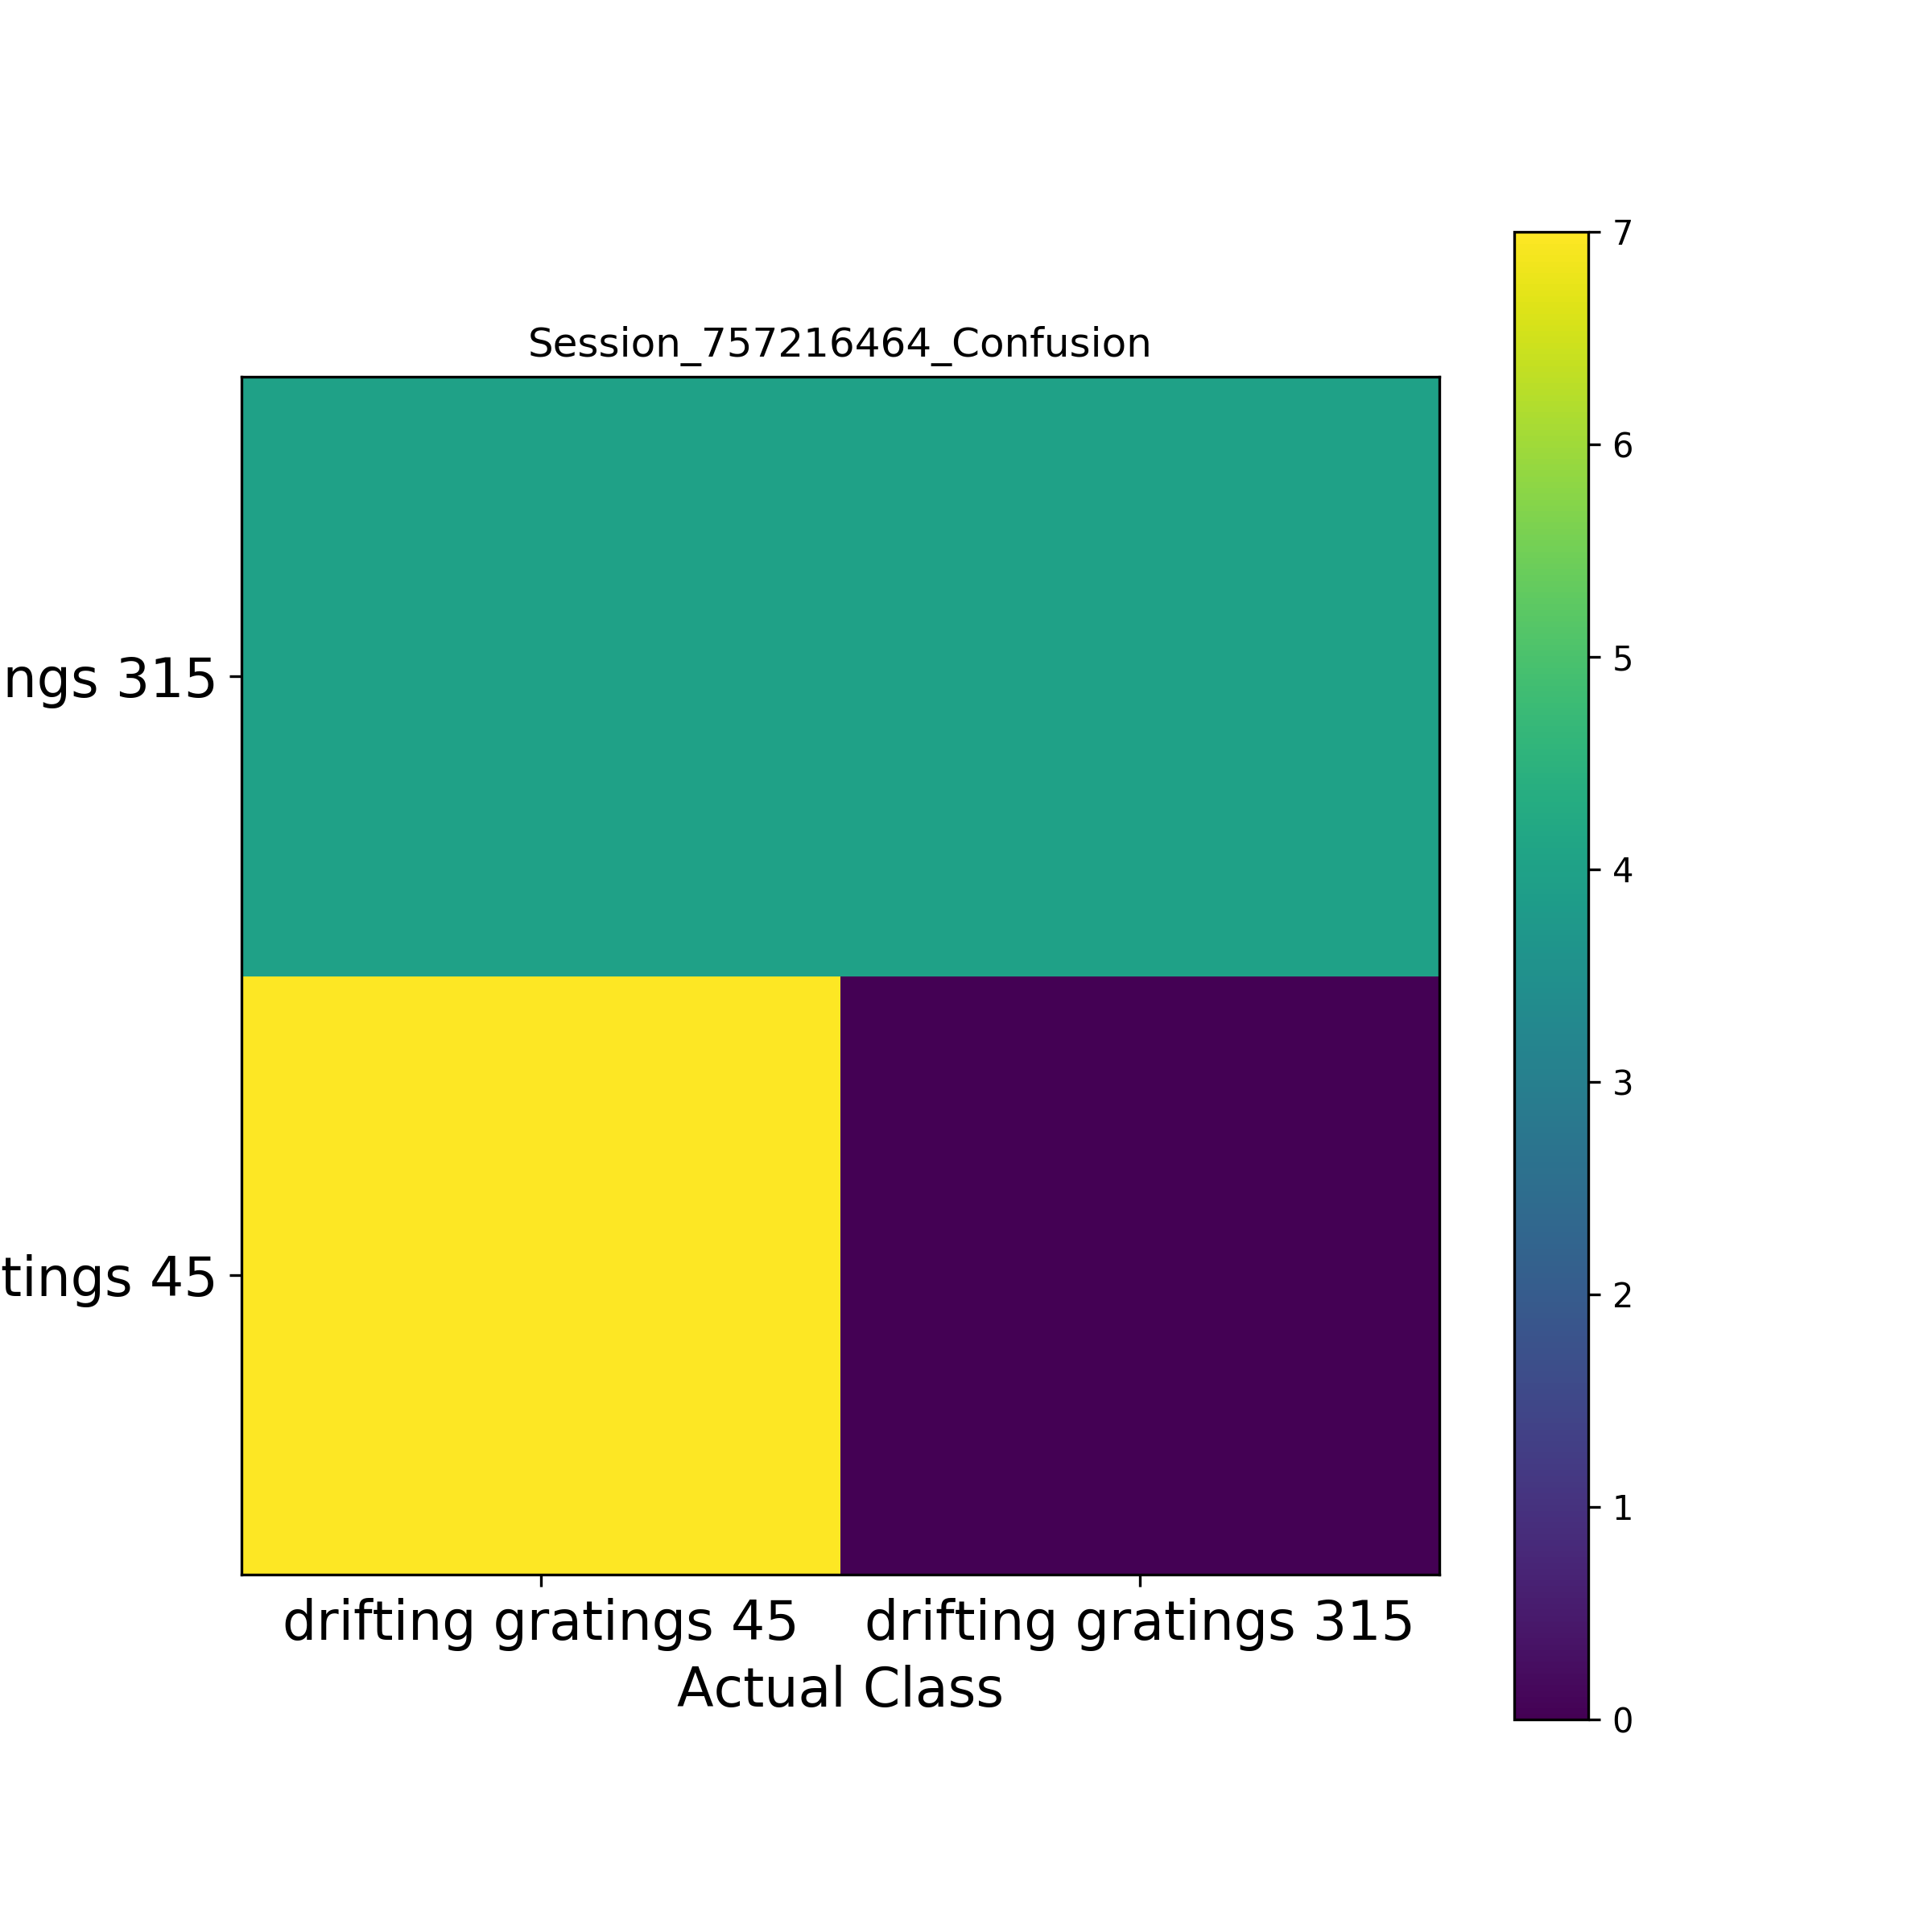 Session_757216464_Confusion
7
6
5
4
3
2
1
0
ngs 315
tings 45
drifting gratings 45
drifting gratings 315
Actual Class